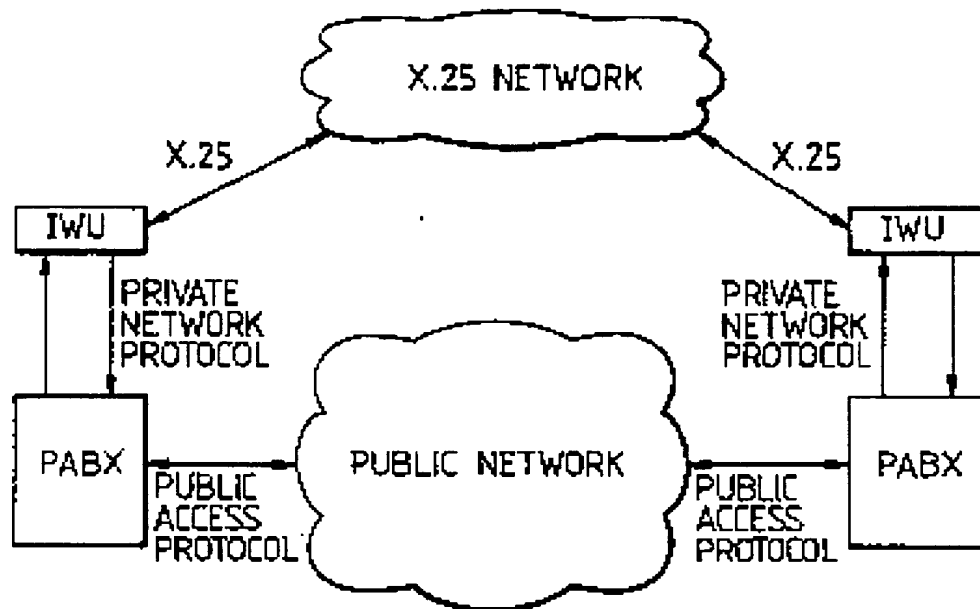 X.25 NETWORK
X.25
X.25
IWU
IWU
PRIVATE
NETWORK
PROTOCOL
PRIVATE
NETWORK
PROTOCOL
PABX
PUBLIC NETWORK
PABX
PUBLIC
ACCESS
PROTOCOL
PUBLIC
ACCESS
PROTOCOL